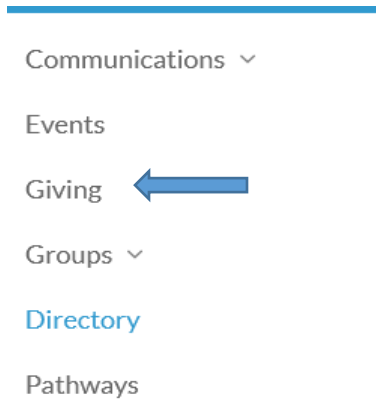 Communications
Events
Giving
Groups
Directory
Pathways